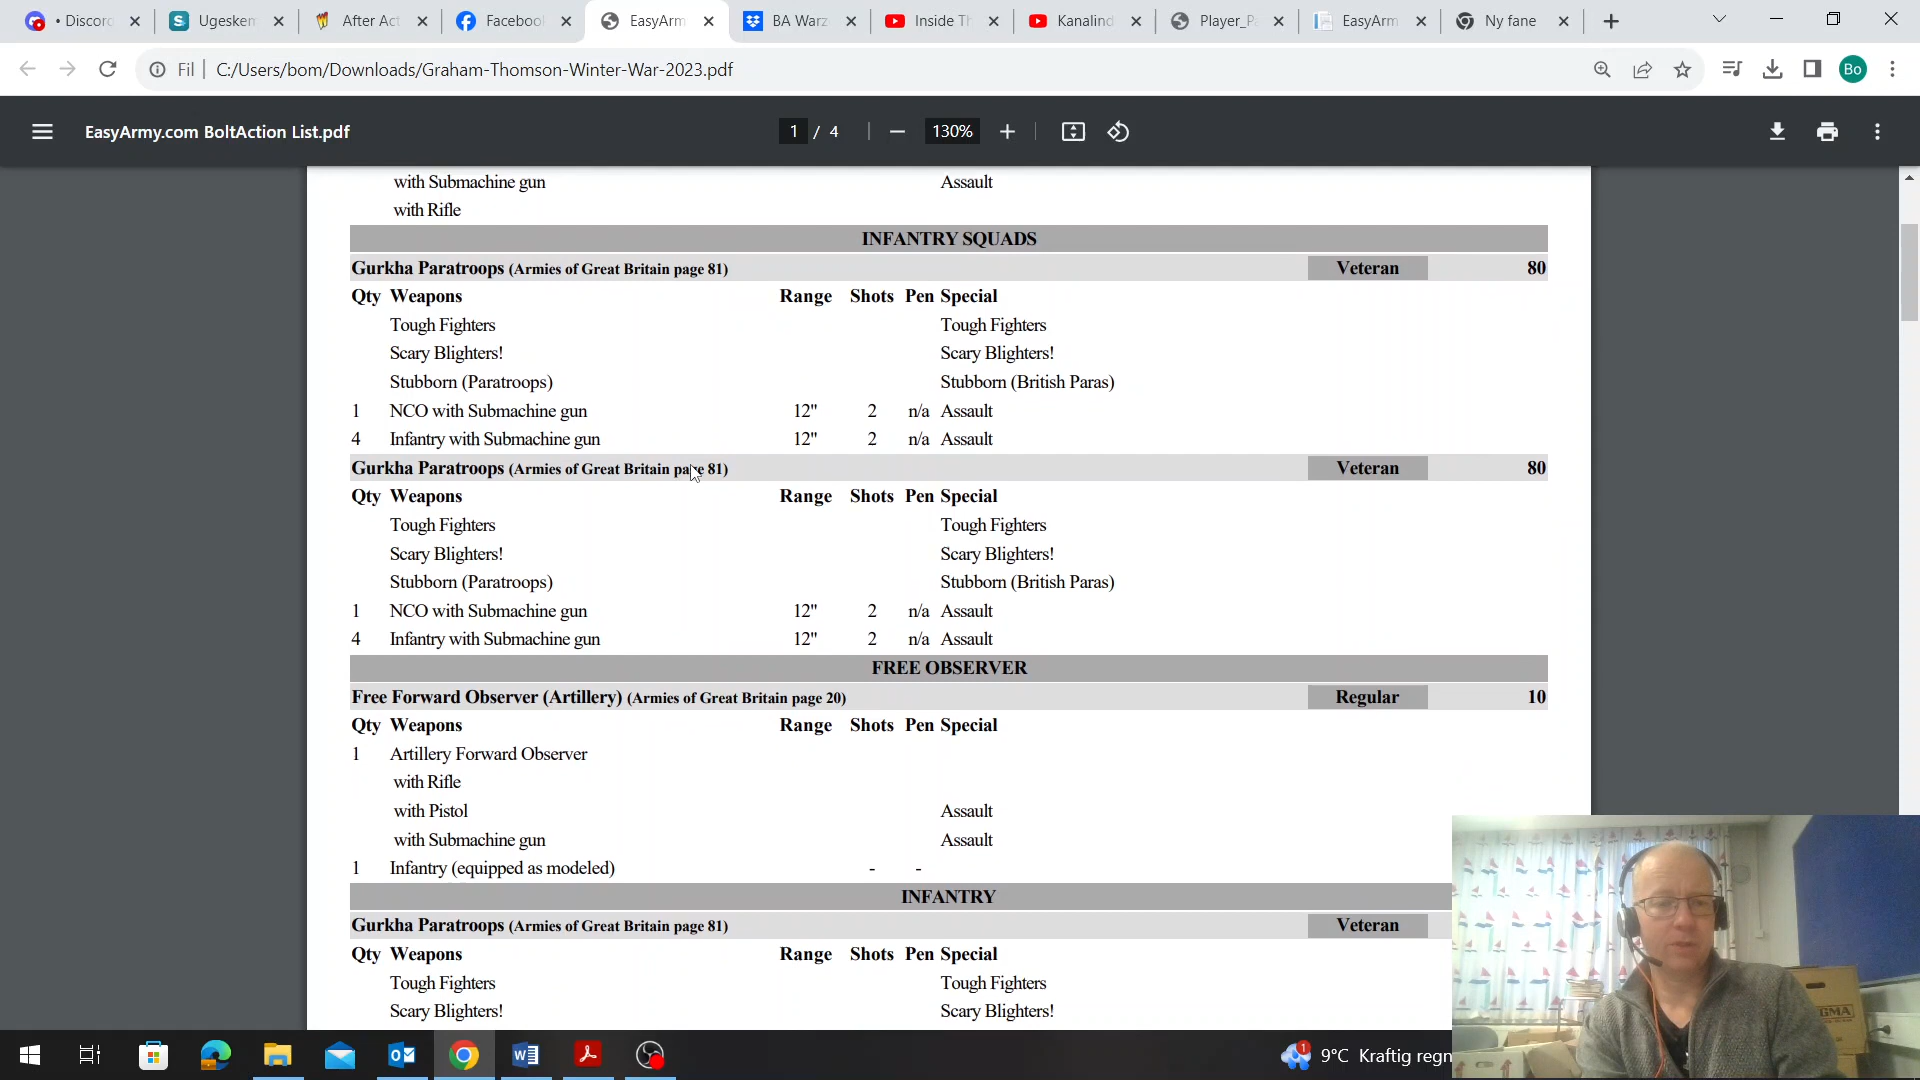 • Discord
Ugesken
After Act
Facebook
EasyArm
BA Warz
Inside Th
Kanalind
Player_Pa
EasyArm
Ny fane
Fil
C:/Users/bom/Downloads/Graham-Thomson-Winter-War-2023.pdf
Bo
EasyArmy.com BoltAction List.pdf
1 / 4
130%
with Submachine gun Assault
with Rifle
INFANTRY SQUADS
Gurkha Paratroops (Armies of Great Britain page 81) Veteran 80
Qty Weapons Range Shots Pen Special
Tough Fighters Tough Fighters
Scary Blighters! Scary Blighters!
Stubborn (Paratroops) Stubborn (British Paras)
1 NCO with Submachine gun 12" 2 n/a Assault
4 Infantry with Submachine gun 12" 2 n/a Assault
Gurkha Paratroops (Armies of Great Britain page 81) Veteran 80
Qty Weapons Range Shots Pen Special
Tough Fighters Tough Fighters
Scary Blighters! Scary Blighters!
Stubborn (Paratroops) Stubborn (British Paras)
1 NCO with Submachine gun 12" 2 n/a Assault
4 Infantry with Submachine gun 12" 2 n/a Assault
FREE OBSERVER
Free Forward Observer (Artillery) (Armies of Great Britain page 20) Regular 10
Qty Weapons Range Shots Pen Special
1 Artillery Forward Observer
with Rifle
with Pistol Assault
with Submachine gun Assault
1 Infantry (equipped as modeled) - -
INFANTRY
Gurkha Paratroops (Armies of Great Britain page 81) Veteran
Qty Weapons Range Shots Pen Special
Tough Fighters Tough Fighters
Scary Blighters! Scary Blighters!
1
9°C Kraftig regn